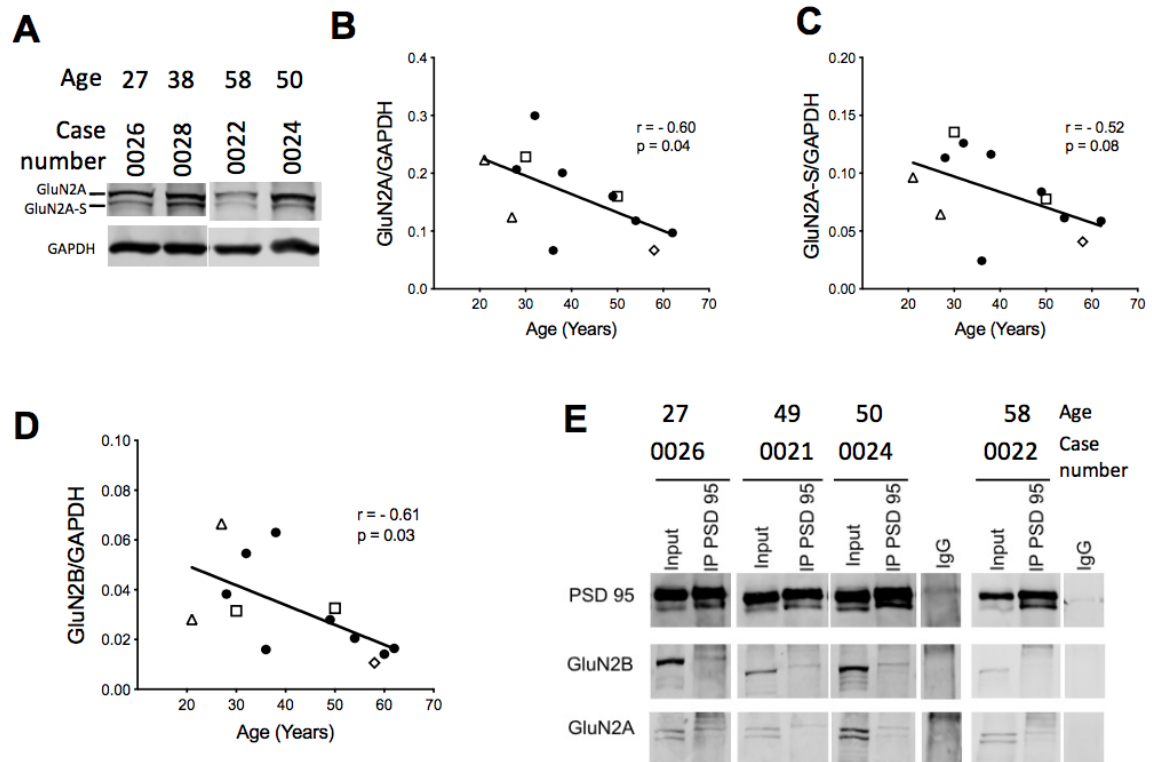 A
Age 27 38 58 50
Case number 0026 0028 0022 0024
GluN2A
GluN2A-S
GAPDH
B
GluN2A/GAPDH
0.4
0.3
0.2
0.1
0.0
r = - 0.60
p = 0.04
20 30 40 50 60 70
Age (Years)
C
GluN2A-S/GAPDH
0.20
0.15
0.10
0.05
0.00
r = - 0.52
p = 0.08
20 30 40 50 60 70
Age (Years)
D
GluN2B/GAPDH
0.10
0.08
0.06
0.04
0.02
0.00
r = - 0.61
p = 0.03
20 30 40 50 60 70
Age (Years)
E
27 49 50 58 Age
0026 0021 0024 0022 Case number
Input IP PSD 95 Input IP PSD 95 Input IP PSD 95 IgG Input IP PSD 95 IgG
PSD 95
GluN2B
GluN2A